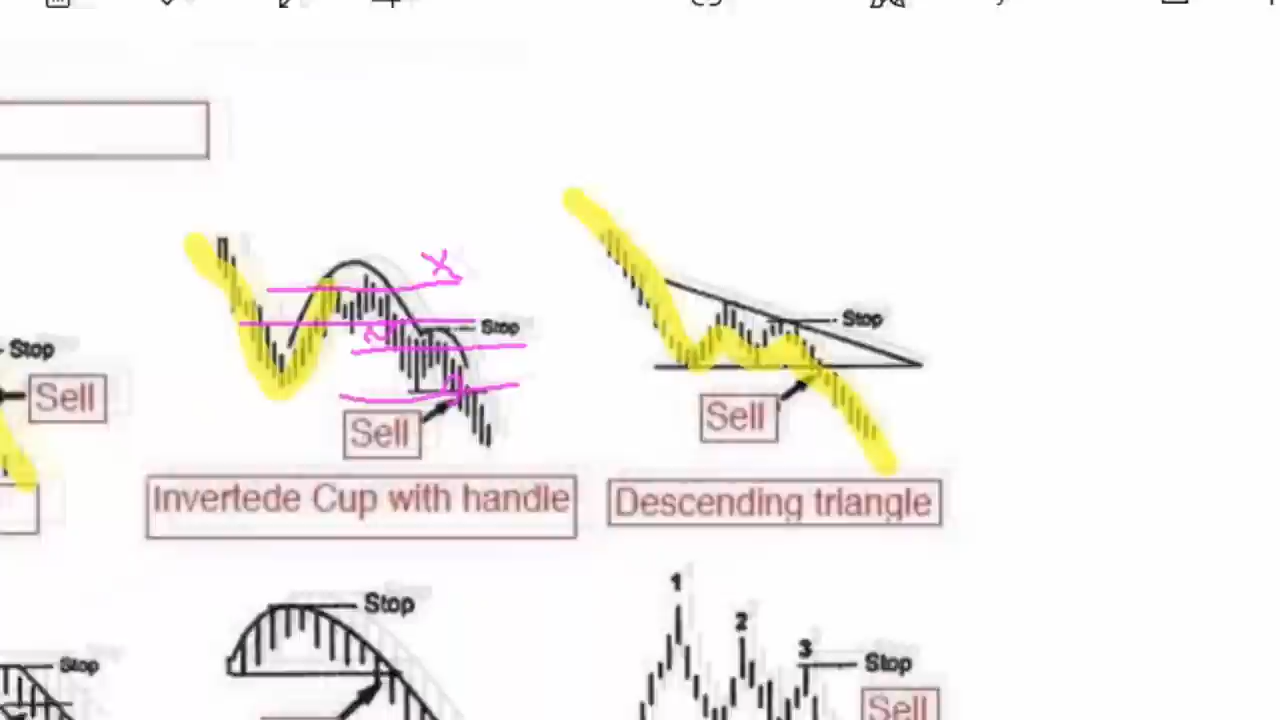 Stop
Sell
X
Stop
2
Sell
Invertede Cup with handle
Stop
Sell
Descending triangle
Stop
Stop
1
2
3
Stop
Sell